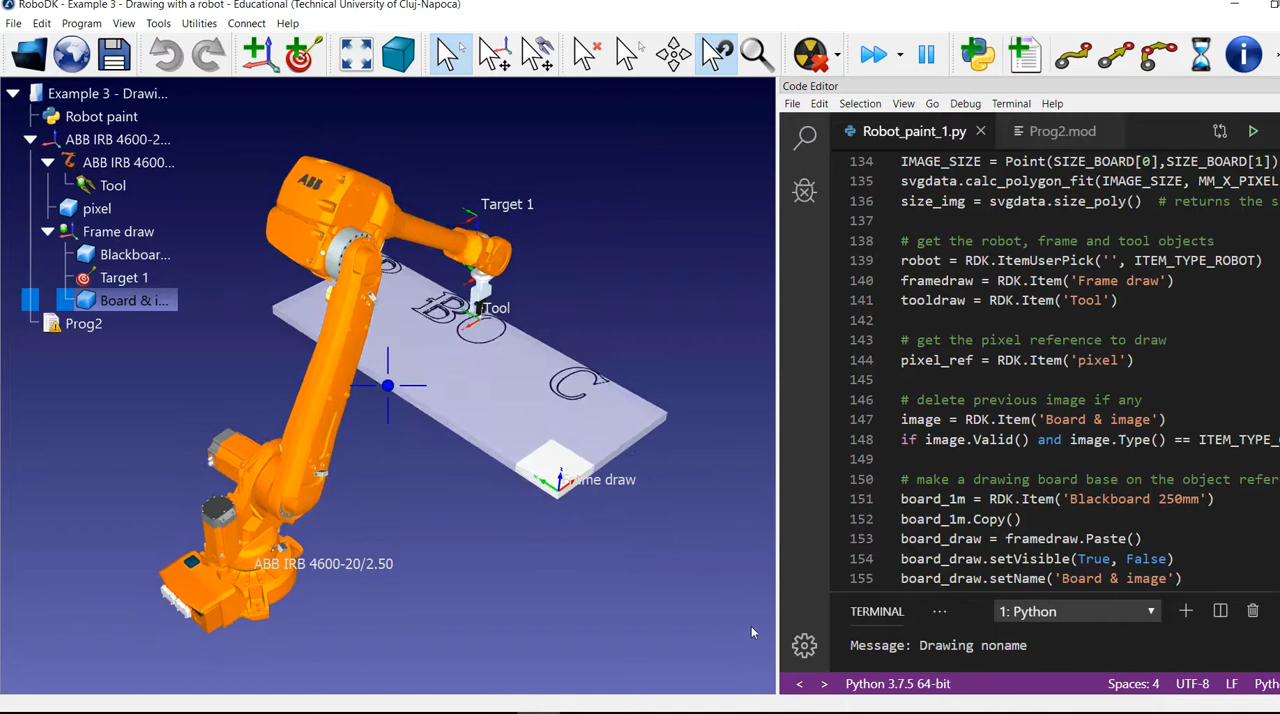 RoboDK - Example 3 - Drawing with a robot - Educational (Technical University of Cluj-Napoca)
File Edit Program View Tools Utilities Connect Help
Example 3 - Drawi...
Robot paint
ABB IRB 4600-2...
ABB IRB 4600...
Tool
pixel
Frame draw
Blackboar...
Target 1
Board & i...
Prog2
ABB
Target 1
Tool
B
C
Frame draw
ABB IRB 4600-20/2.50
Code Editor
File Edit Selection View Go Debug Terminal Help
Robot_paint_1.py Prog2.mod
134 IMAGE_SIZE = Point(SIZE_BOARD[0],SIZE_BOARD[1])
135 svgdata.calc_polygon_fit(IMAGE_SIZE, MM_X_PIXEL
136 size_img = svgdata.size_poly() # returns the s
137
138 # get the robot, frame and tool objects
139 robot = RDK.ItemUserPick('', ITEM_TYPE_ROBOT)
140 framedraw = RDK.Item('Frame draw')
141 tooldraw = RDK.Item('Tool')
142
143 # get the pixel reference to draw
144 pixel_ref = RDK.Item('pixel')
145
146 # delete previous image if any
147 image = RDK.Item('Board & image')
148 if image.Valid() and image.Type() == ITEM_TYPE_
149
150 # make a drawing board base on the object refer
151 board_1m = RDK.Item('Blackboard 250mm')
152 board_1m.Copy()
153 board_draw = framedraw.Paste()
154 board_draw.setVisible(True, False)
155 board_draw.setName('Board & image')
TERMINAL ... 1: Python
Message: Drawing noname
< > Python 3.7.5 64-bit Spaces: 4 UTF-8 LF Pyth